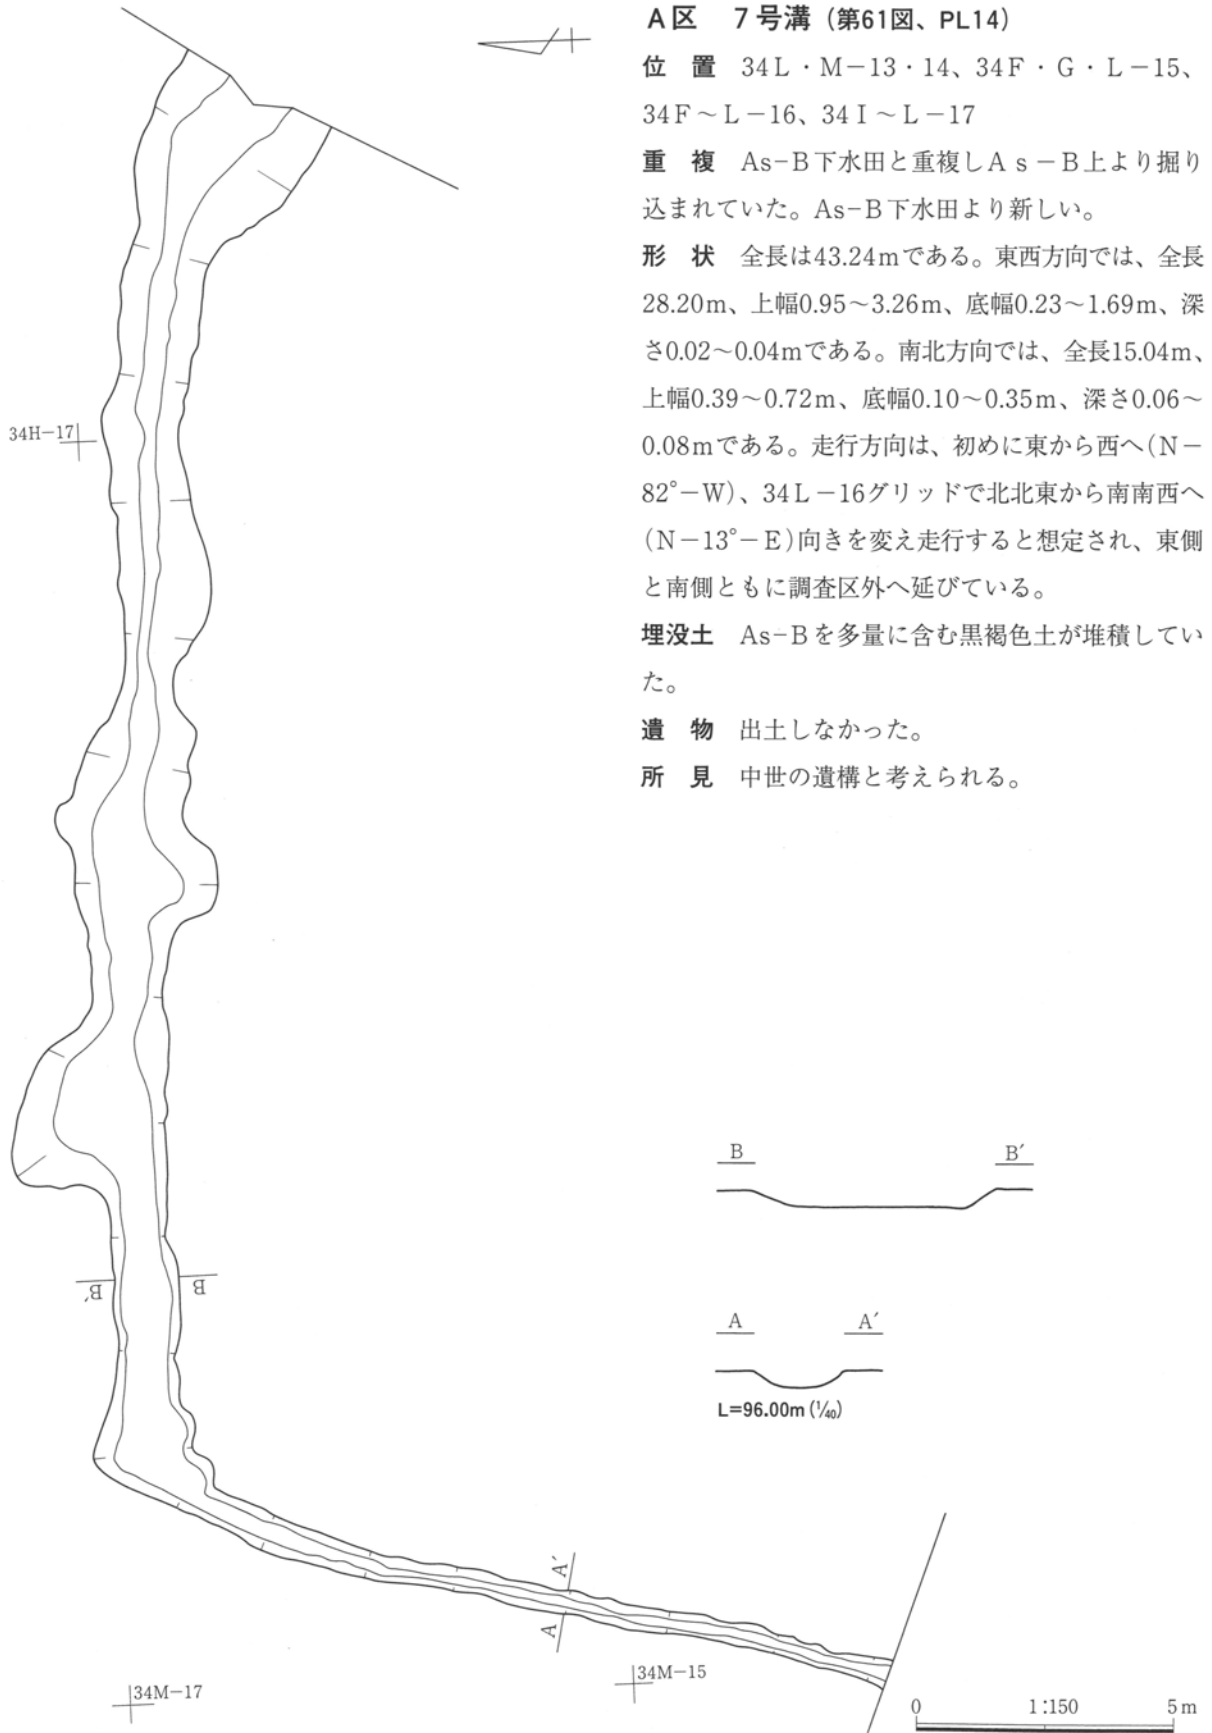 A区　7号溝（第61図、PL14）
位　置　34L・M－13・14、34F・G・L－15、
34F～L－16、34I～L－17
重　複　As-B下水田と重複しAs－B上より掘り
込まれていた。As-B下水田より新しい。
形　状　全長は43.24mである。東西方向では、全長
28.20m、上幅0.95～3.26m、底幅0.23～1.69m、深
さ0.02～0.04mである。南北方向では、全長15.04m、
上幅0.39～0.72m、底幅0.10～0.35m、深さ0.06～
0.08mである。走行方向は、初めに東から西へ(N－
82°－W)、34L－16グリッドで北北東から南南西へ
(N－13°－E)向きを変え走行すると想定され、東側
と南側ともに調査区外へ延びている。
埋没土　As-Bを多量に含む黒褐色土が堆積してい
た。
遺　物　出土しなかった。
所　見　中世の遺構と考えられる。
34H-17
B　B′
B′　B
A　A′
L=96.00m（1/40）
A′
A
34M-15
34M-17
0　1:150　5m